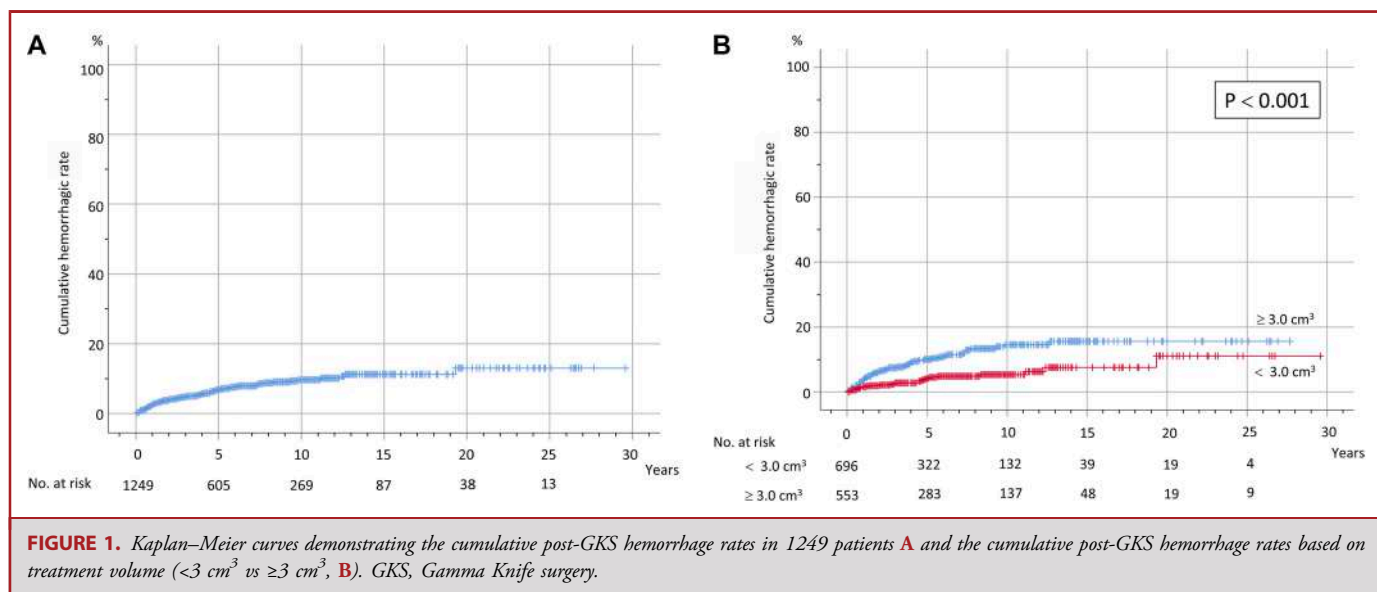 A
%
100
80
60
40
20
0
Cumulative hemorrhagic rate
0 5 10 15 20 25 30
Years
No. at risk 1249 605 269 87 38 13
B
%
100
80
60
40
20
0
Cumulative hemorrhagic rate
P < 0.001
≥ 3.0 cm³
< 3.0 cm³
0 5 10 15 20 25 30
Years
No. at risk
< 3.0 cm³ 696 322 132 39 19 4
≥ 3.0 cm³ 553 283 137 48 19 9
FIGURE 1. Kaplan–Meier curves demonstrating the cumulative post-GKS hemorrhage rates in 1249 patients A and the cumulative post-GKS hemorrhage rates based on
treatment volume (<3 cm³ vs ≥3 cm³, B). GKS, Gamma Knife surgery.